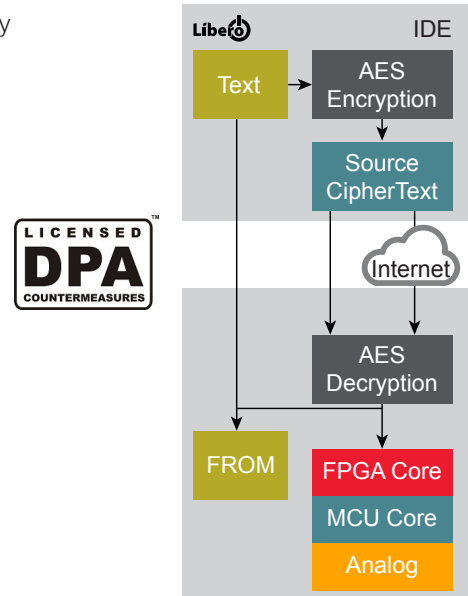 y
Libero
IDE
Text
AES
Encryption
Source
CipherText
LICENSED
™
DPA
COUNTERMEASURES
Internet
AES
Decryption
FROM
FPGA Core
MCU Core
Analog